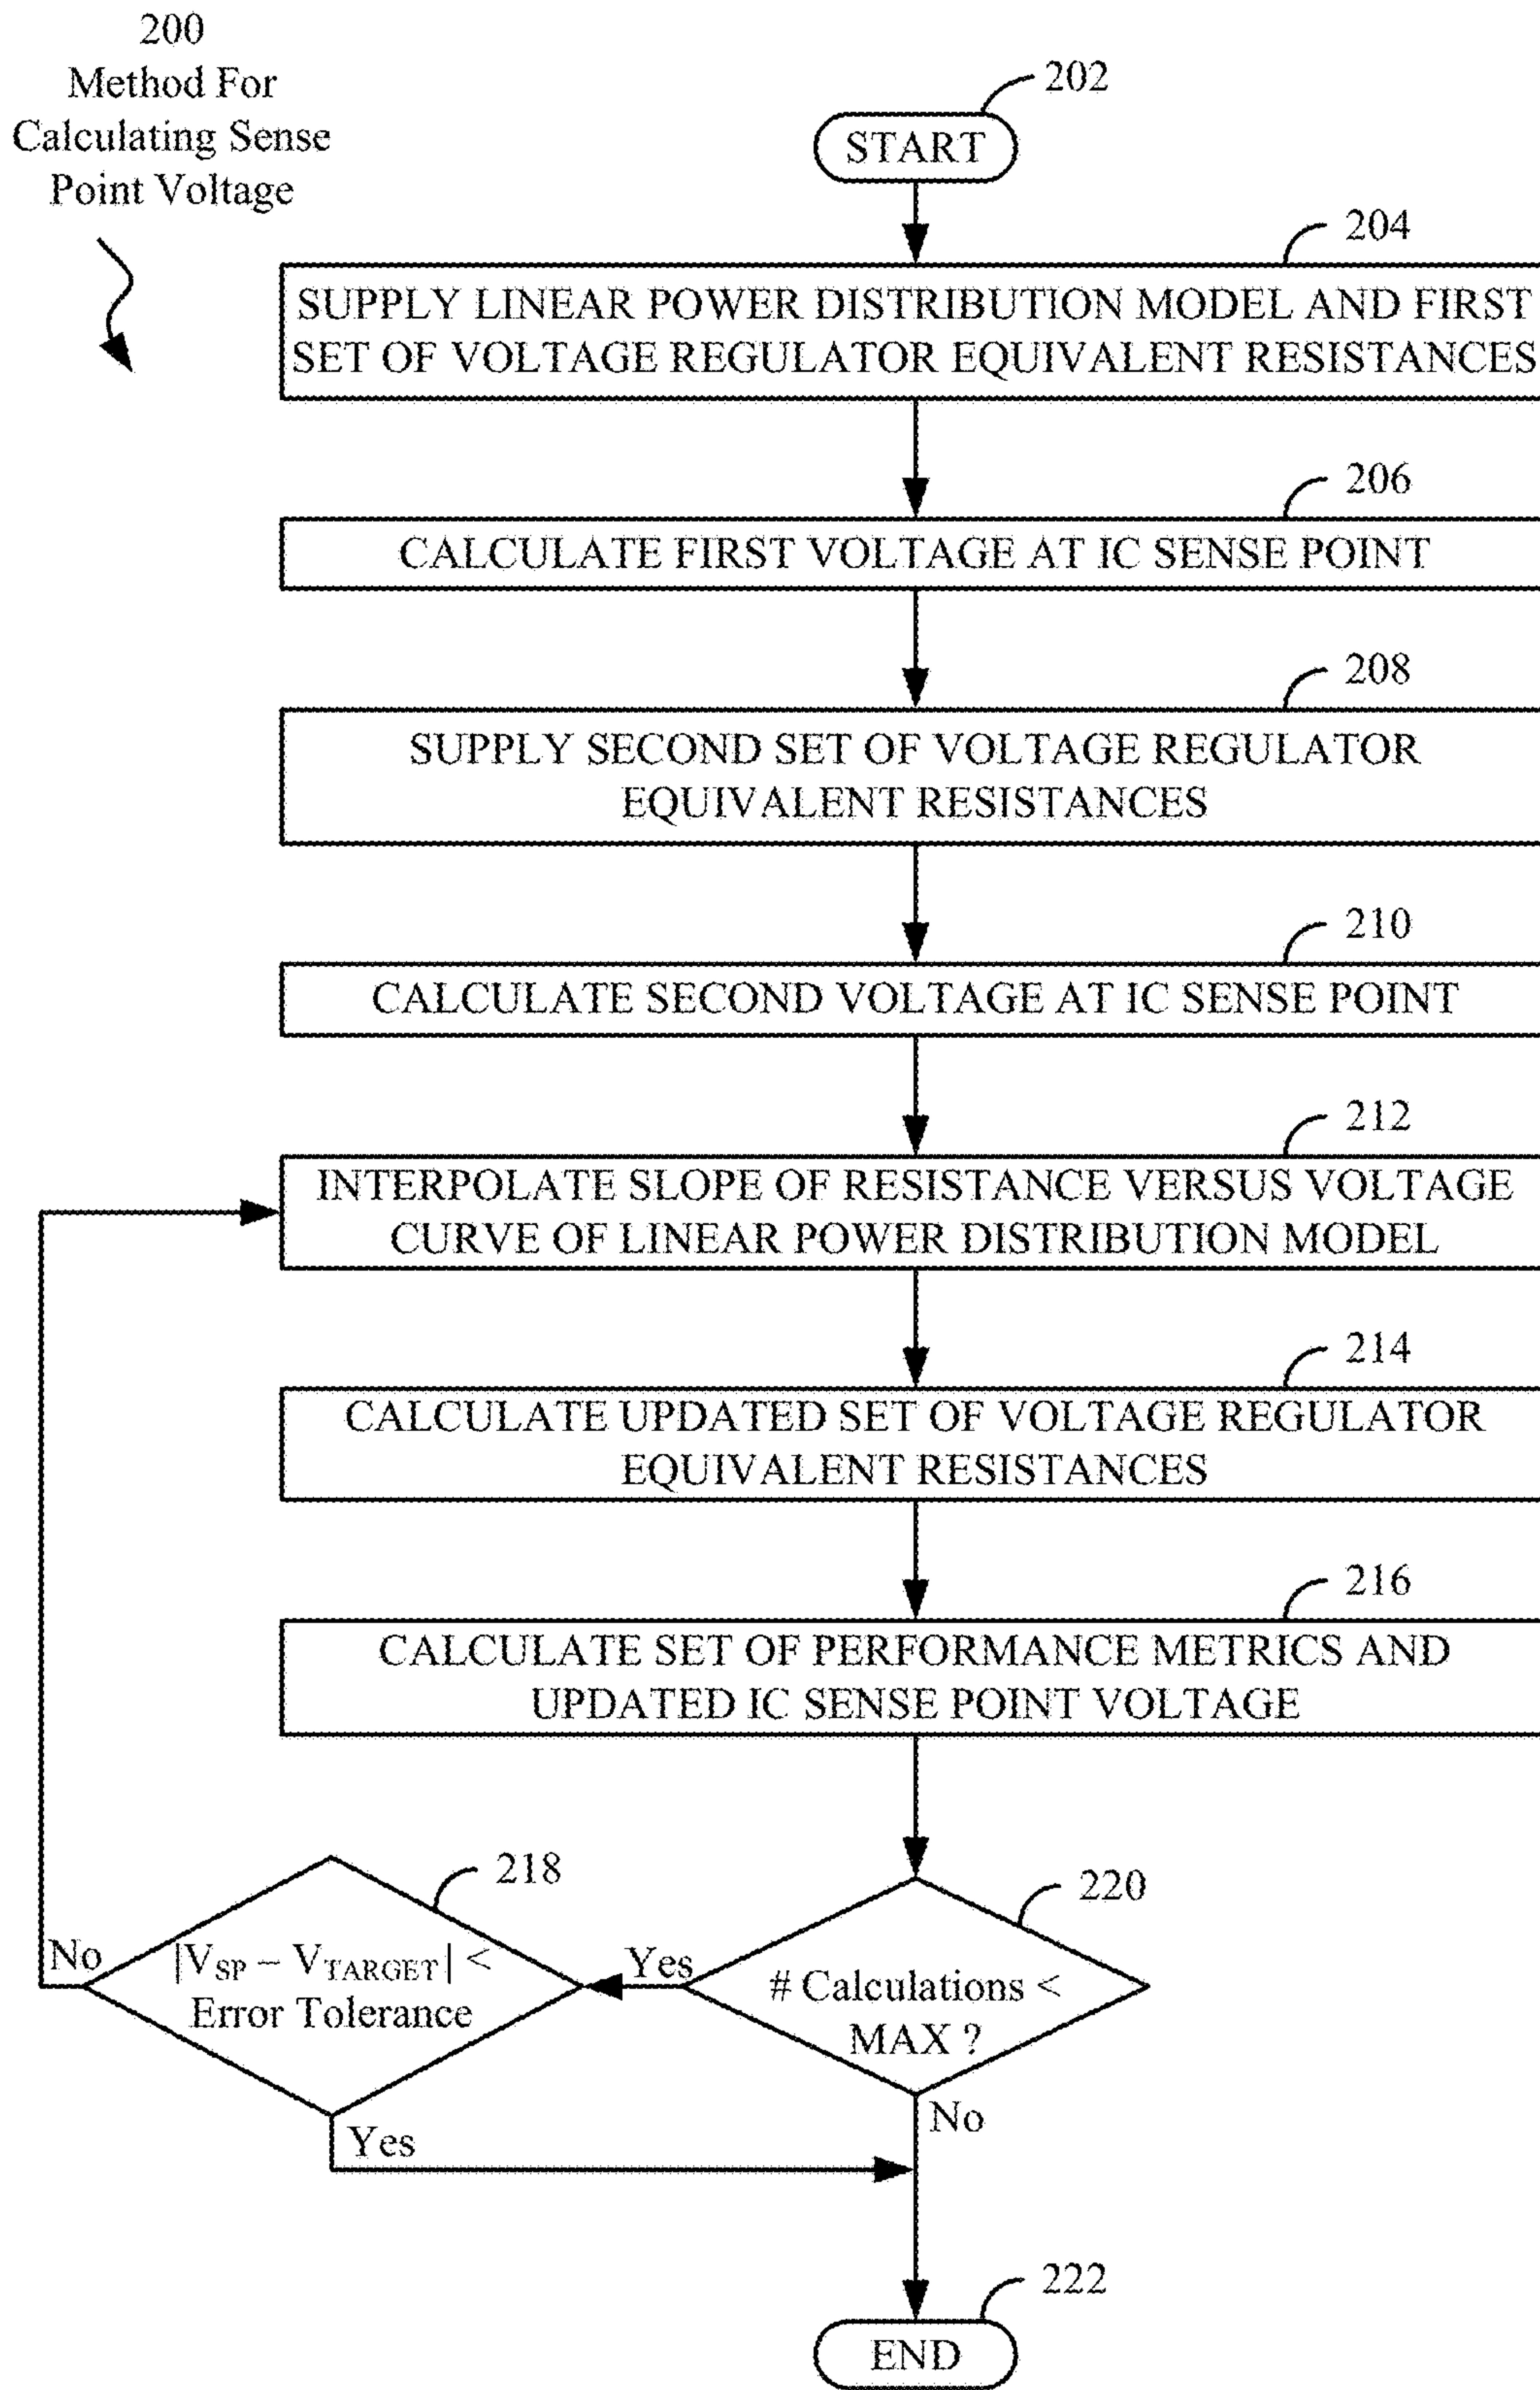 200
Method For
Calculating Sense
Point Voltage
202
START
204
SUPPLY LINEAR POWER DISTRIBUTION MODEL AND FIRST
SET OF VOLTAGE REGULATOR EQUIVALENT RESISTANCES
206
CALCULATE FIRST VOLTAGE AT IC SENSE POINT
208
SUPPLY SECOND SET OF VOLTAGE REGULATOR
EQUIVALENT RESISTANCES
210
CALCULATE SECOND VOLTAGE AT IC SENSE POINT
212
INTERPOLATE SLOPE OF RESISTANCE VERSUS VOLTAGE
CURVE OF LINEAR POWER DISTRIBUTION MODEL
214
CALCULATE UPDATED SET OF VOLTAGE REGULATOR
EQUIVALENT RESISTANCES
216
CALCULATE SET OF PERFORMANCE METRICS AND
UPDATED IC SENSE POINT VOLTAGE
218
|VSP – VTARGET| <
Error Tolerance
No
Yes
220
# Calculations <
MAX ?
Yes
No
222
END